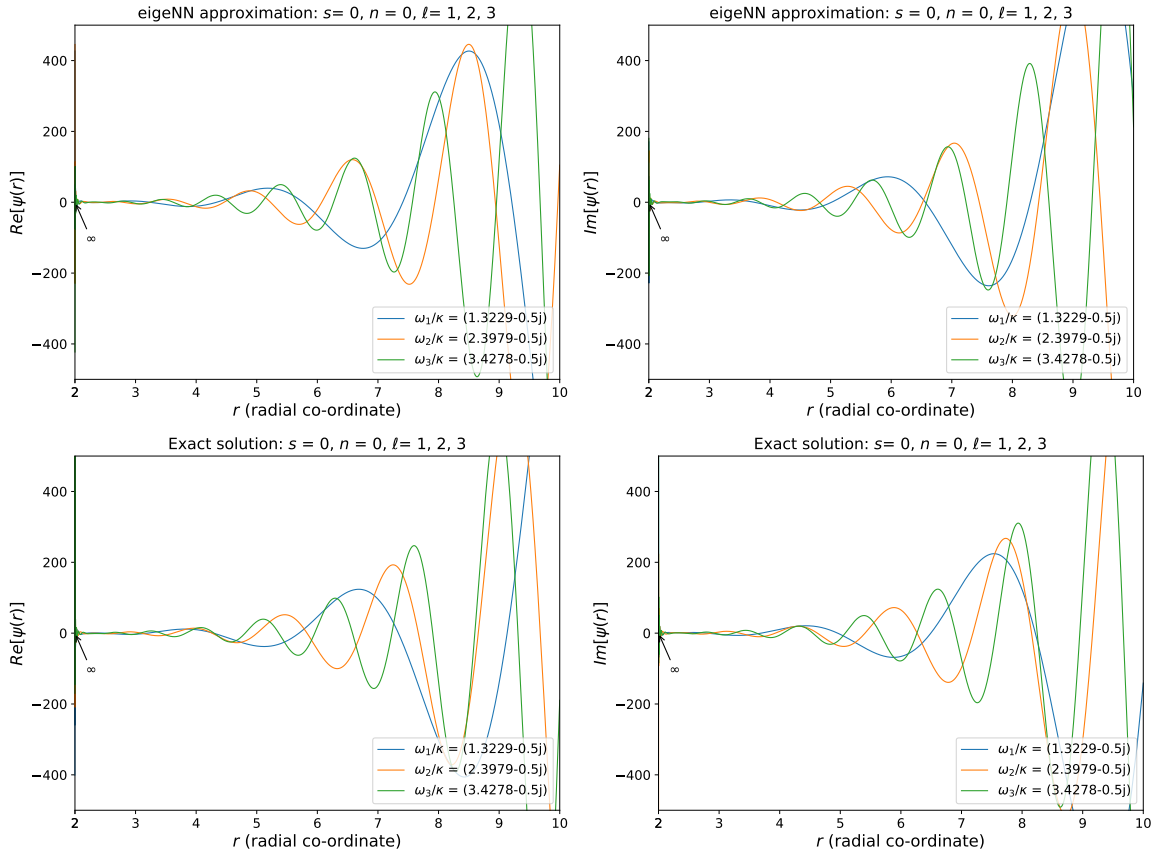 eigeNN approximation: s= 0, n = 0, ℓ= 1, 2, 3
Re[ψ(r)]
400
200
0
−200
−400
∞
ω₁/κ = (1.3229-0.5j)
ω₂/κ = (2.3979-0.5j)
ω₃/κ = (3.4278-0.5j)
2 3 4 5 6 7 8 9 10
r (radial co-ordinate)
eigeNN approximation: s= 0, n = 0, ℓ= 1, 2, 3
Im[ψ(r)]
400
200
0
−200
−400
∞
ω₁/κ = (1.3229-0.5j)
ω₂/κ = (2.3979-0.5j)
ω₃/κ = (3.4278-0.5j)
2 3 4 5 6 7 8 9 10
r (radial co-ordinate)
Exact solution: s = 0, n = 0, ℓ= 1, 2, 3
Re[ψ(r)]
400
200
0
−200
−400
∞
ω₁/κ = (1.3229-0.5j)
ω₂/κ = (2.3979-0.5j)
ω₃/κ = (3.4278-0.5j)
2 3 4 5 6 7 8 9 10
r (radial co-ordinate)
Exact solution: s= 0, n = 0, ℓ= 1, 2, 3
Im[ψ(r)]
400
200
0
−200
−400
∞
ω₁/κ = (1.3229-0.5j)
ω₂/κ = (2.3979-0.5j)
ω₃/κ = (3.4278-0.5j)
2 3 4 5 6 7 8 9 10
r (radial co-ordinate)